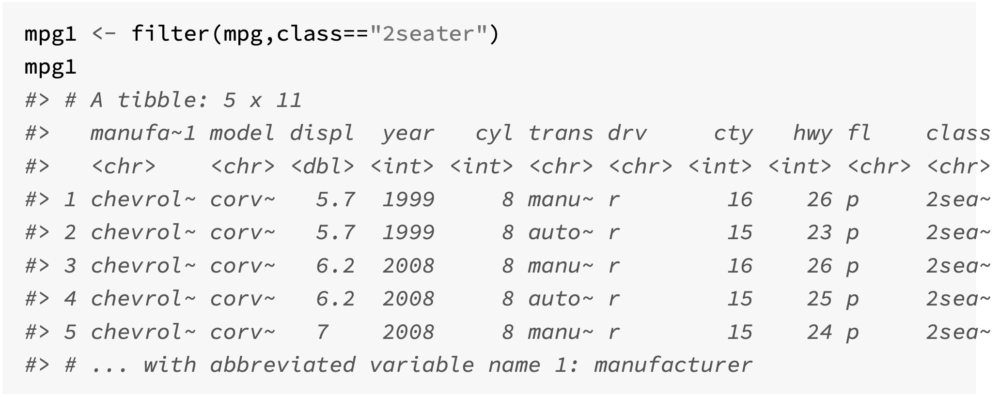 mpg1 <- filter(mpg,class=="2seater")
mpg1
#> # A tibble: 5 x 11
#>   manufa~1 model displ  year   cyl trans drv     cty   hwy fl    class
#>   <chr>    <chr> <dbl> <int> <int> <chr> <chr> <int> <int> <chr> <chr>
#> 1 chevrol~ corv~   5.7  1999     8 manu~ r        16    26 p     2sea~
#> 2 chevrol~ corv~   5.7  1999     8 auto~ r        15    23 p     2sea~
#> 3 chevrol~ corv~   6.2  2008     8 manu~ r        16    26 p     2sea~
#> 4 chevrol~ corv~   6.2  2008     8 auto~ r        15    25 p     2sea~
#> 5 chevrol~ corv~   7    2008     8 manu~ r        15    24 p     2sea~
#> # ... with abbreviated variable name 1: manufacturer